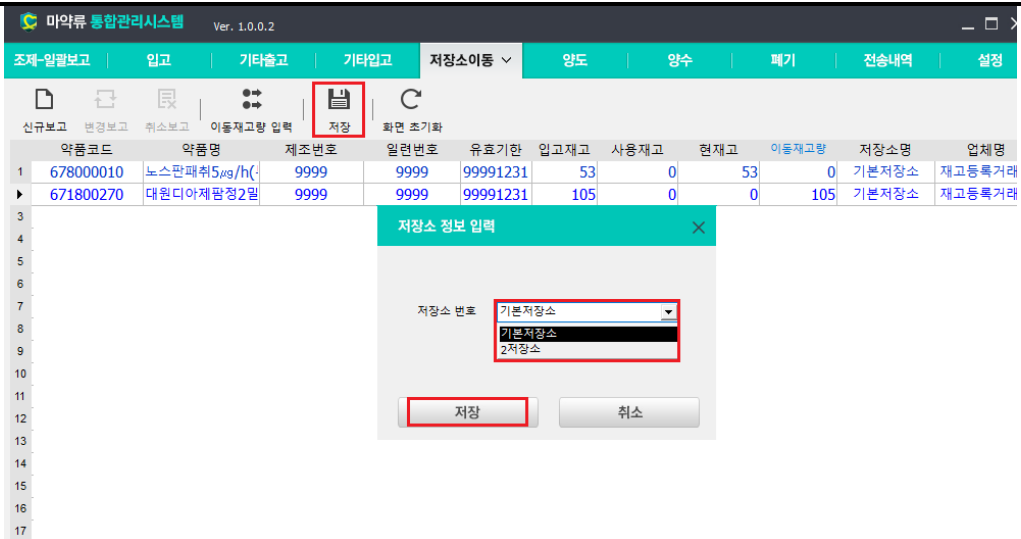 마약류 통합관리시스템 Ver. 1.0.0.2
조제-일괄보고 입고 기타출고 기타입고 저장소이동 양도 양수 폐기 전송내역 설정
신규보고 변경보고 취소보고 이동재고량 입력 저장 화면 초기화
약품코드 약품명 제조번호 일련번호 유효기한 입고재고 사용재고 현재고 이동재고량 저장소명 업체명
1 678000010 노스판패취5㎍/h(- 9999 9999 99991231 53 0 53 0 기본저장소 재고등록거래
671800270 대원디아제팜정2밀 9999 9999 99991231 105 0 0 105 기본저장소 재고등록거래
3
저장소 정보 입력
4
5
6
7
저장소 번호 기본저장소
8
기본저장소
9
2저장소
10
11
12
저장 취소
13
14
15
16
17